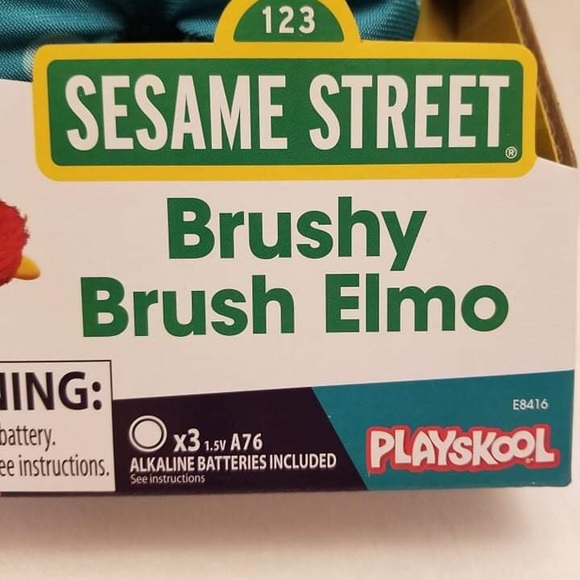 123
SESAME STREET®
Brushy
Brush Elmo
NING:
battery.
ee instructions.
x3 1.5V A76
ALKALINE BATTERIES INCLUDED
See instructions
E8416
PLAYSKOOL